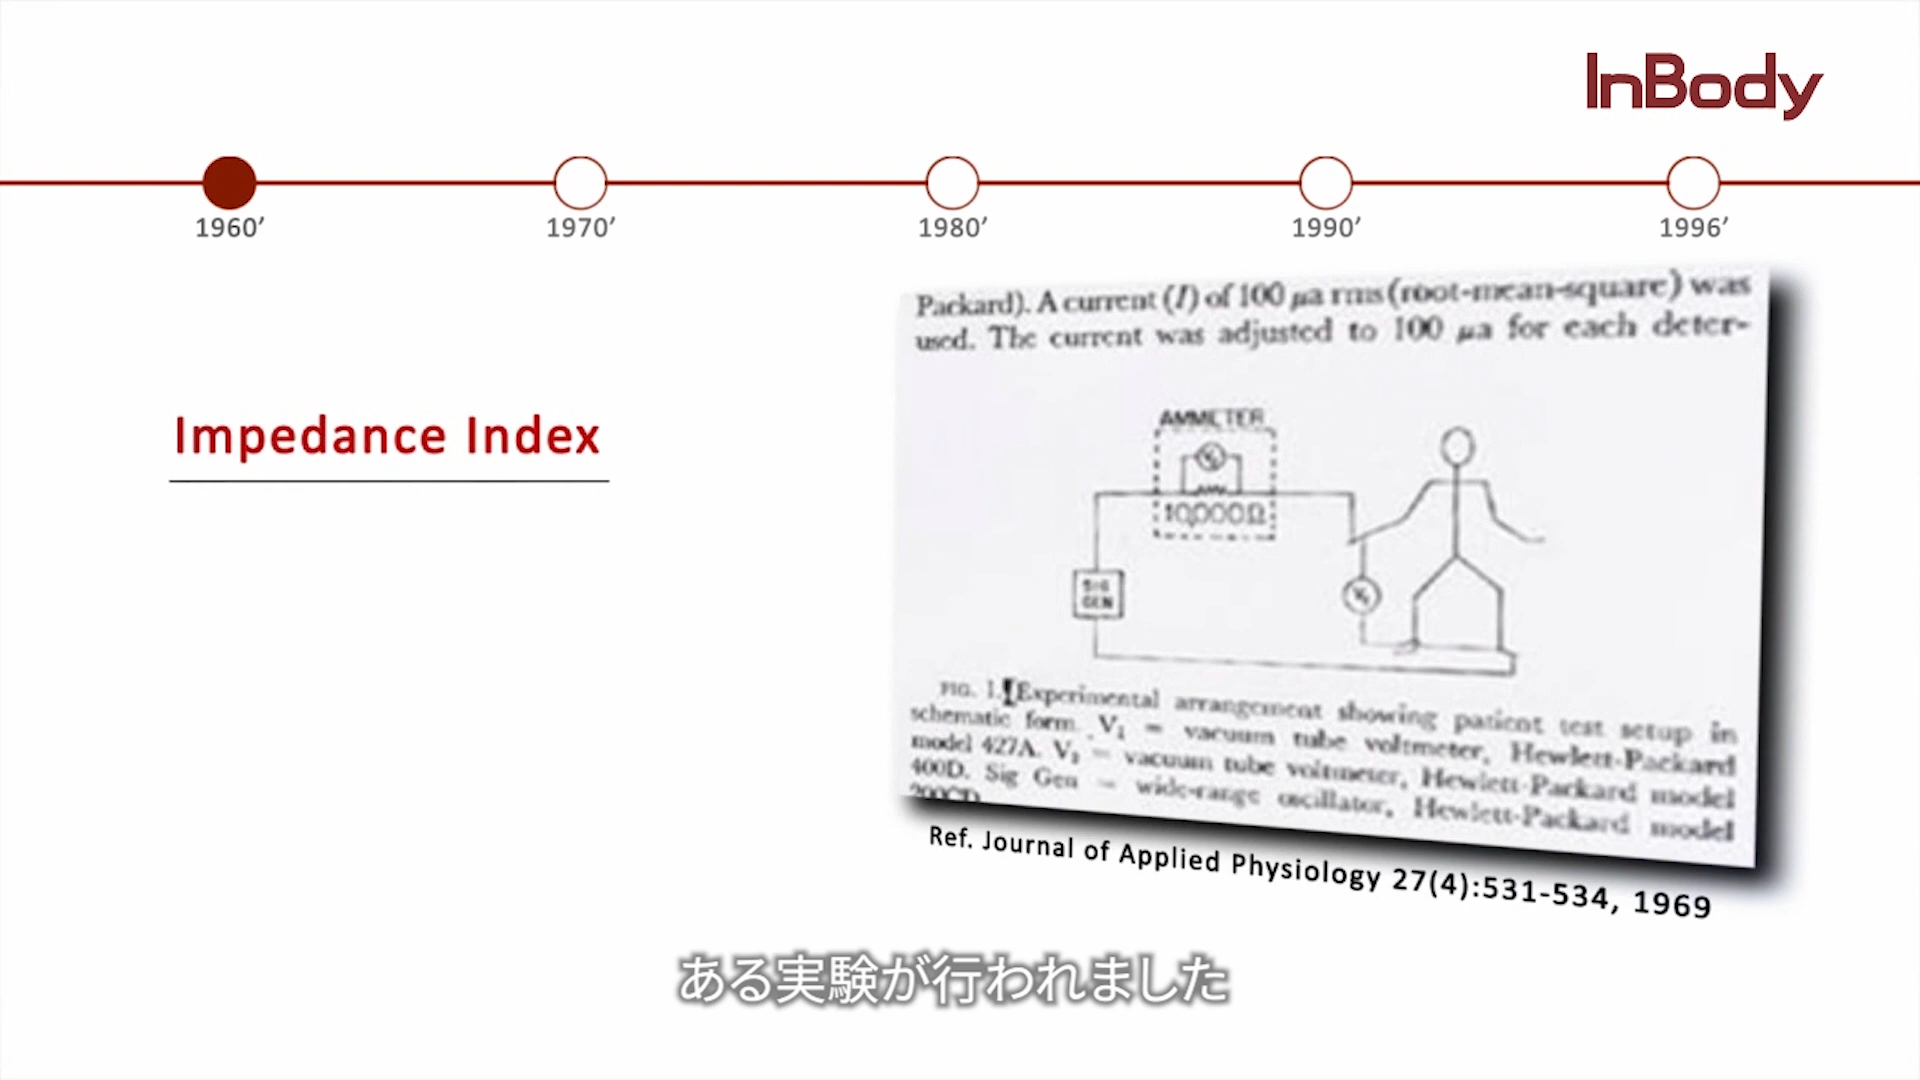 InBody
1960’
1970’
1980’
1990’
1996’
Impedance Index
Packard). A current (I) of 100 μa rms (root-mean-square) was
used. The current was adjusted to 100 μa for each deter-
AMMETER
10,000Ω
SIG
GEN
FIG. 1. Experimental arrangement showing patient test setup in
schematic form. V₁ = vacuum tube voltmeter, Hewlett-Packard
model 427A. V₂ = vacuum tube voltmeter, Hewlett-Packard model
400D. Sig Gen = wide-range oscillator, Hewlett-Packard model
200CD
Ref. Journal of Applied Physiology 27(4):531-534, 1969
ある実験が行われました